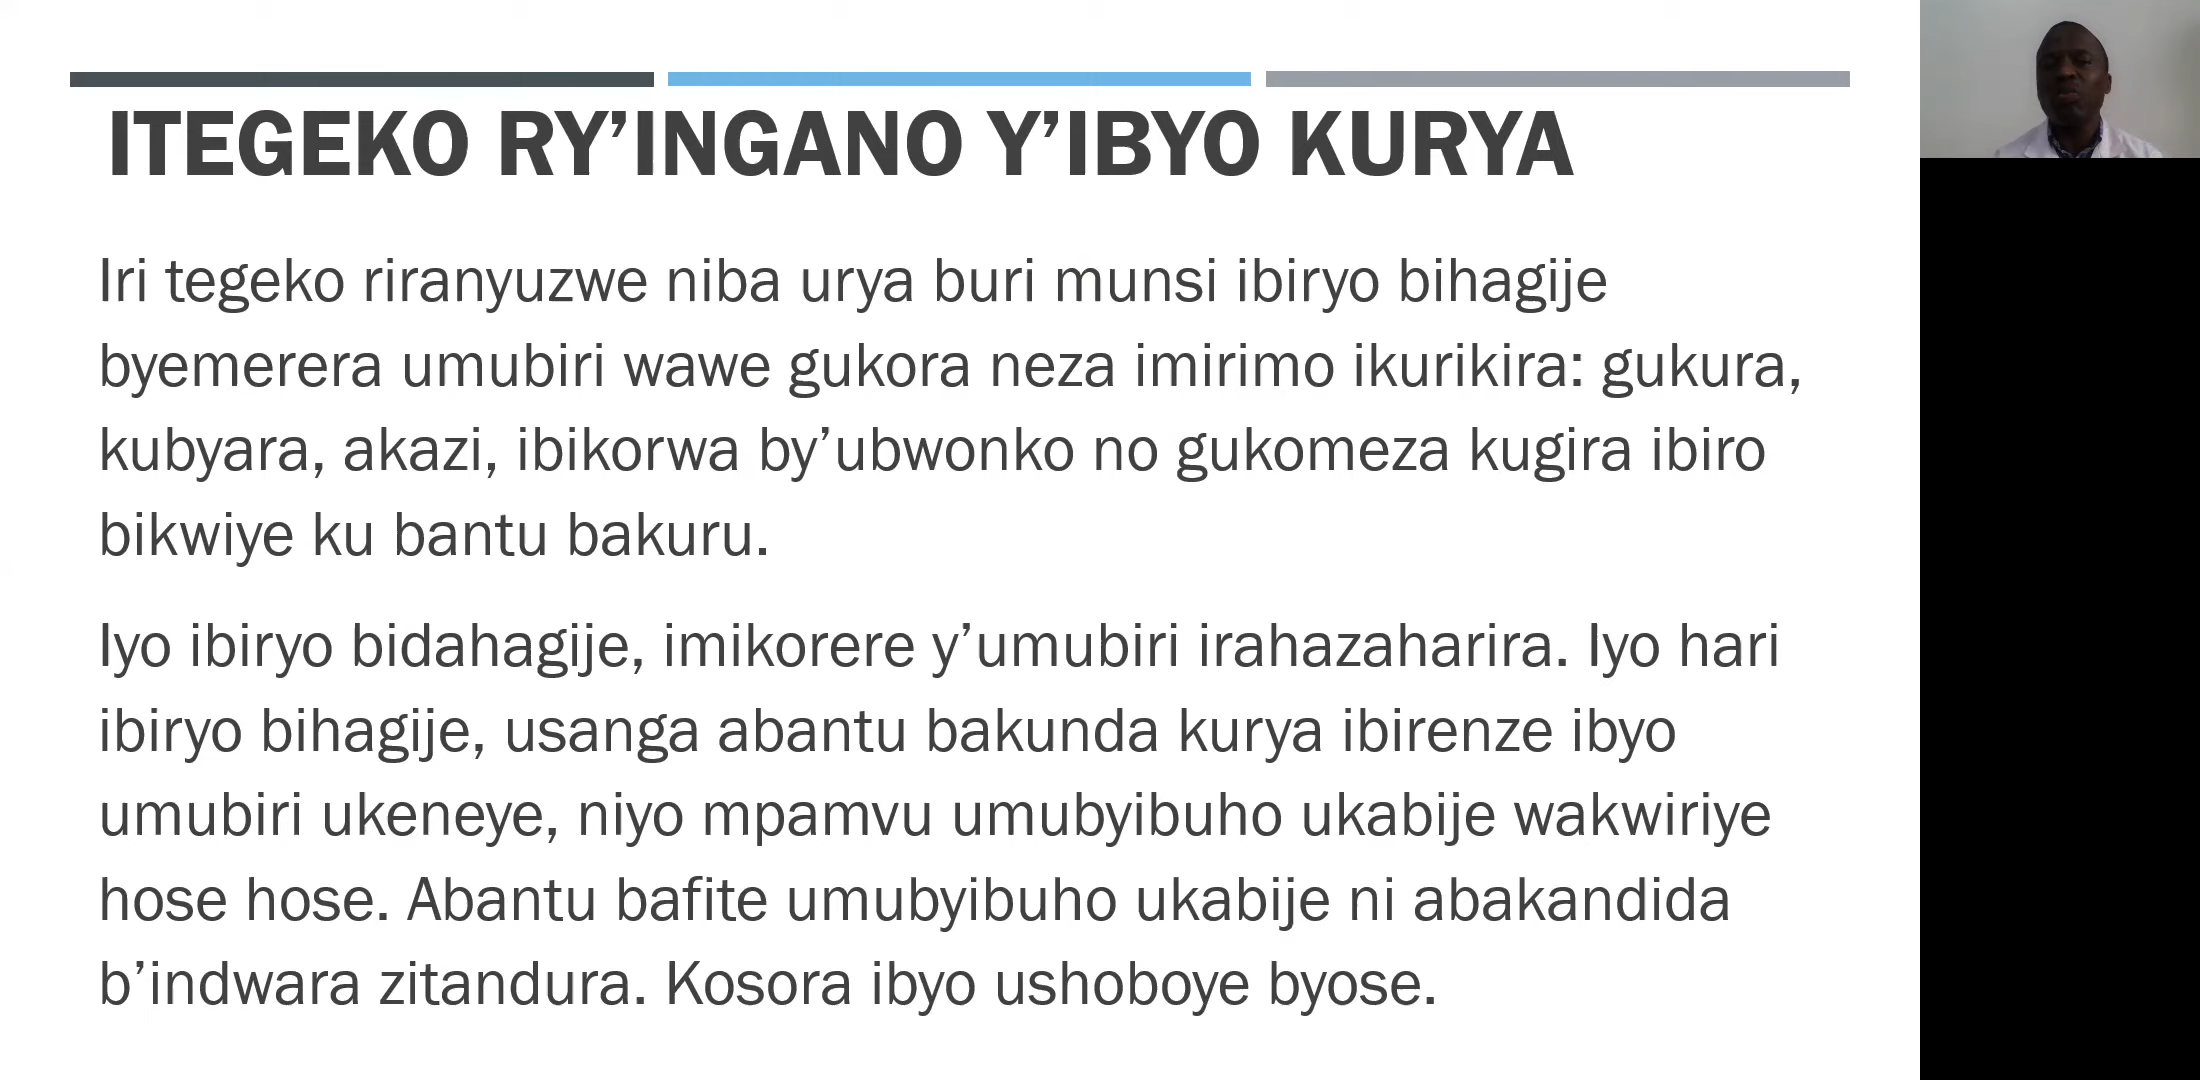 ITEGEKO RY’INGANO Y’IBYO KURYA
Iri tegeko riranyuzwe niba urya buri munsi ibiryo bihagije
byemerera umubiri wawe gukora neza imirimo ikurikira: gukura,
kubyara, akazi, ibikorwa by’ubwonko no gukomeza kugira ibiro
bikwiye ku bantu bakuru.
Iyo ibiryo bidahagije, imikorere y’umubiri irahazaharira. Iyo hari
ibiryo bihagije, usanga abantu bakunda kurya ibirenze ibyo
umubiri ukeneye, niyo mpamvu umubyibuho ukabije wakwiriye
hose hose. Abantu bafite umubyibuho ukabije ni abakandida
b’indwara zitandura. Kosora ibyo ushoboye byose.